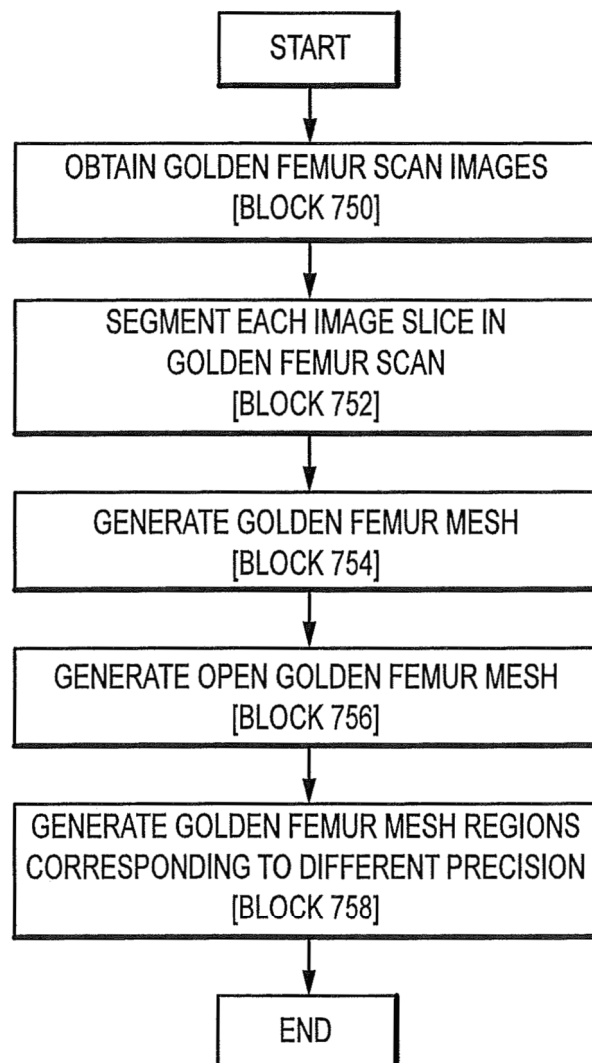 START
OBTAIN GOLDEN FEMUR SCAN IMAGES
[BLOCK 750]
SEGMENT EACH IMAGE SLICE IN
GOLDEN FEMUR SCAN
[BLOCK 752]
GENERATE GOLDEN FEMUR MESH
[BLOCK 754]
GENERATE OPEN GOLDEN FEMUR MESH
[BLOCK 756]
GENERATE GOLDEN FEMUR MESH REGIONS
CORRESPONDING TO DIFFERENT PRECISION
[BLOCK 758]
END